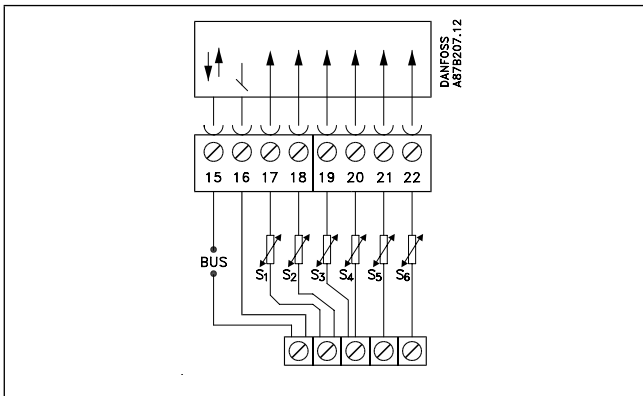 DANFOSS
A87B207.12
15 16 17 18 19 20 21 22
BUS
S1 S2 S3 S4 S5 S6